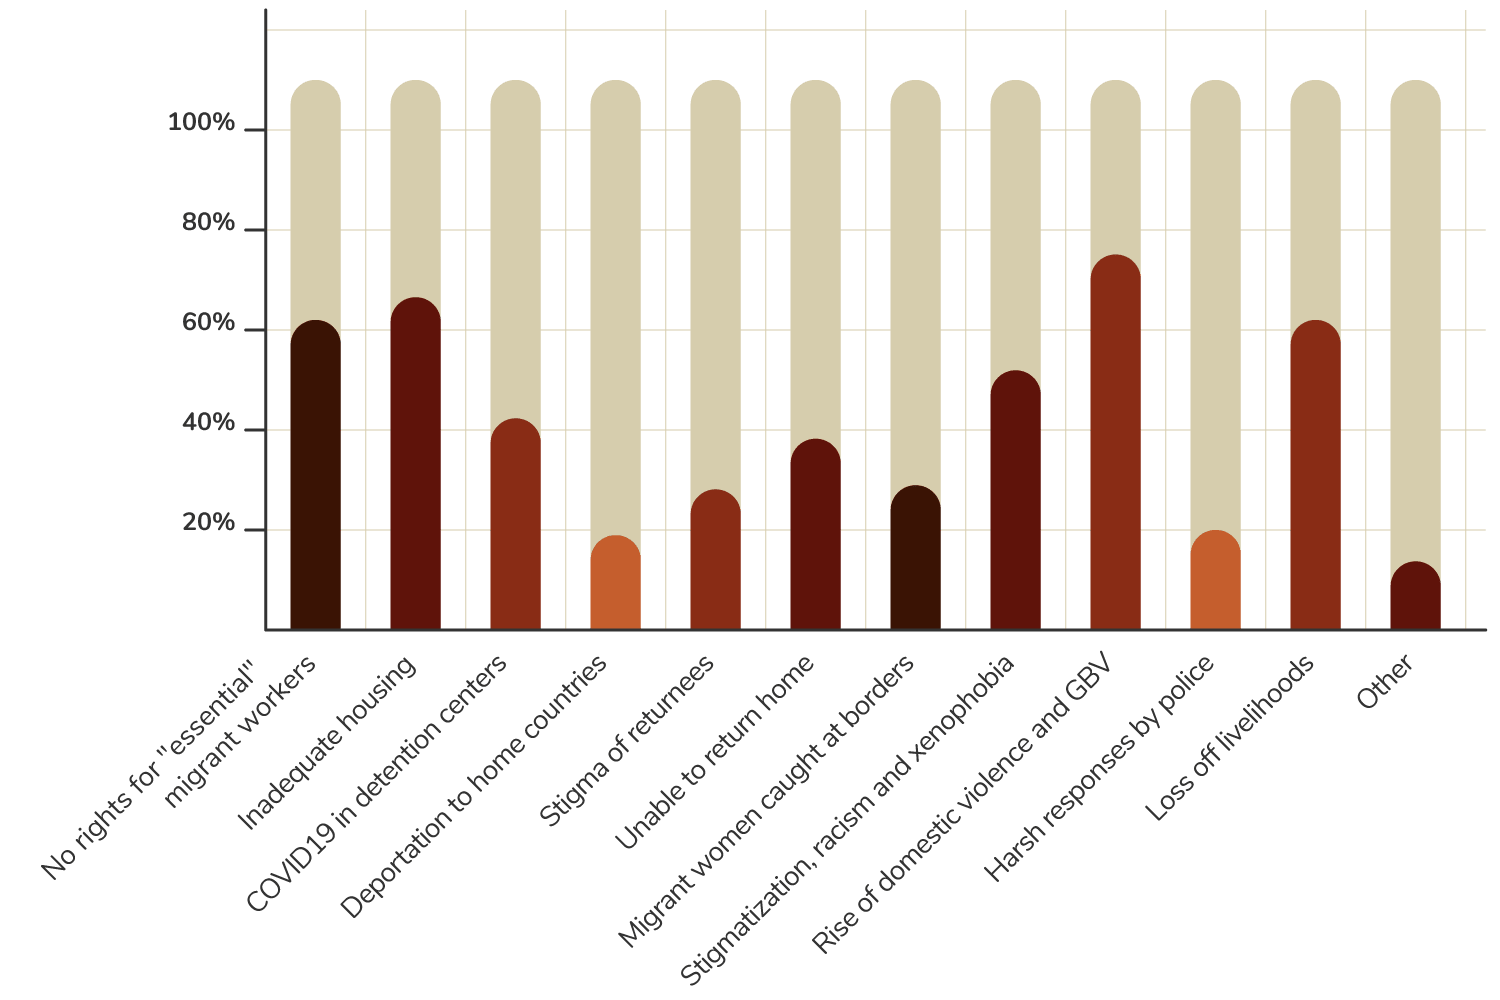 100%
80%
60%
40%
20%
No rights for "essential"
migrant workers
Inadequate housing
COVID19 in detention centers
Deportation to home countries
Stigma of returnees
Unable to return home
Migrant women caught at borders
Stigmatization, racism and xenophobia
Rise of domestic violence and GBV
Harsh responses by police
Loss off livelihoods
Other